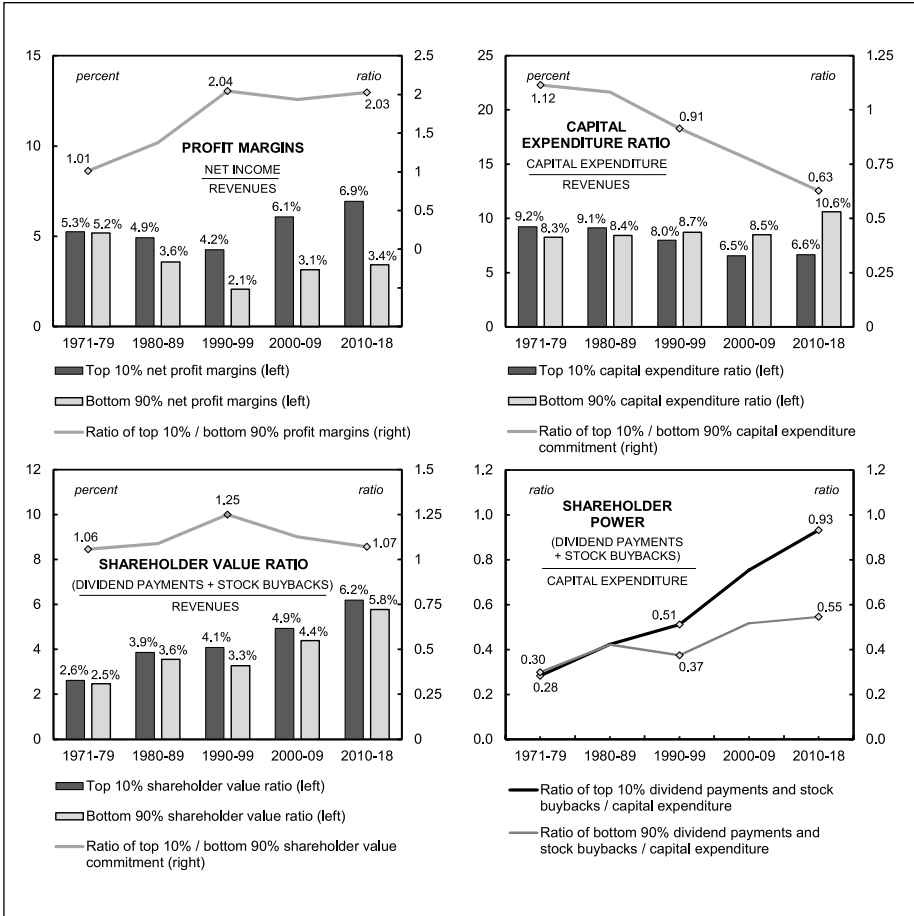 15
10
5
0
percent
ratio
2.5
2
1.5
1
0.5
0
1.01
2.04
2.03
PROFIT MARGINS
NET INCOME
REVENUES
5.3%
5.2%
4.9%
3.6%
4.2%
2.1%
6.1%
3.1%
6.9%
3.4%
1971-79 1980-89 1990-99 2000-09 2010-18
Top 10% net profit margins (left)
Bottom 90% net profit margins (left)
Ratio of top 10% / bottom 90% profit margins (right)
25
20
15
10
5
0
percent
ratio
1.25
1
0.75
0.5
0.25
0
1.12
0.91
0.63
CAPITAL
EXPENDITURE RATIO
CAPITAL EXPENDITURE
REVENUES
9.2%
8.3%
9.1%
8.4%
8.0%
8.7%
6.5%
8.5%
6.6%
10.6%
1971-79 1980-89 1990-99 2000-09 2010-18
Top 10% capital expenditure ratio (left)
Bottom 90% capital expenditure ratio (left)
Ratio of top 10% / bottom 90% capital expenditure
commitment (right)
12
10
8
6
4
2
0
percent
ratio
1.5
1.25
1
0.75
0.5
0.25
0
1.06
1.25
1.07
SHAREHOLDER VALUE RATIO
(DIVIDEND PAYMENTS + STOCK BUYBACKS)
REVENUES
2.6%
2.5%
3.9%
3.6%
4.1%
3.3%
4.9%
4.4%
6.2%
5.8%
1971-79 1980-89 1990-99 2000-09 2010-18
Top 10% shareholder value ratio (left)
Bottom 90% shareholder value ratio (left)
Ratio of top 10% / bottom 90% shareholder value
commitment (right)
1.2
1.0
0.8
0.6
0.4
0.2
0.0
ratio
ratio
1.2
1.0
0.8
0.6
0.4
0.2
0.0
SHAREHOLDER
POWER
(DIVIDEND PAYMENTS
+ STOCK BUYBACKS)
CAPITAL EXPENDITURE
0.30
0.28
0.51
0.37
0.93
0.55
1971-79 1980-89 1990-99 2000-09 2010-18
Ratio of top 10% dividend payments and stock
buybacks / capital expenditure
Ratio of bottom 90% dividend payments and
stock buybacks / capital expenditure